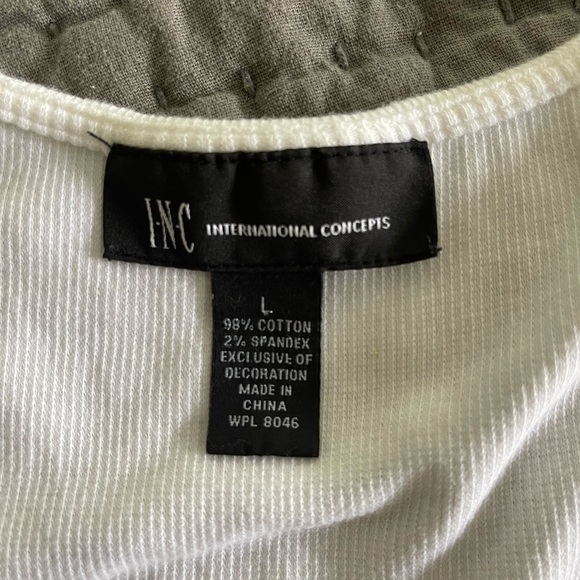 I·N·C INTERNATIONAL CONCEPTS
L
98% COTTON
2% SPANDEX
EXCLUSIVE OF
DECORATION
MADE IN
CHINA
WPL 8046